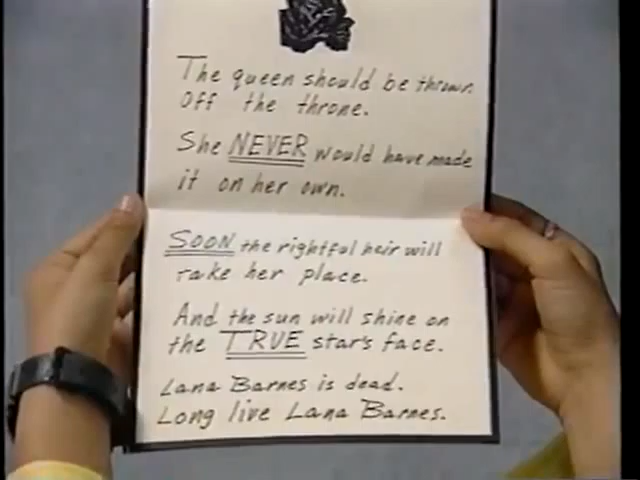 The queen should be thrown
off the throne.
She NEVER would have made
it on her own.
SOON the rightful heir will
take her place.
And the sun will shine on
the TRUE star's face.
Lana Barnes is dead.
Long live Lana Barnes.